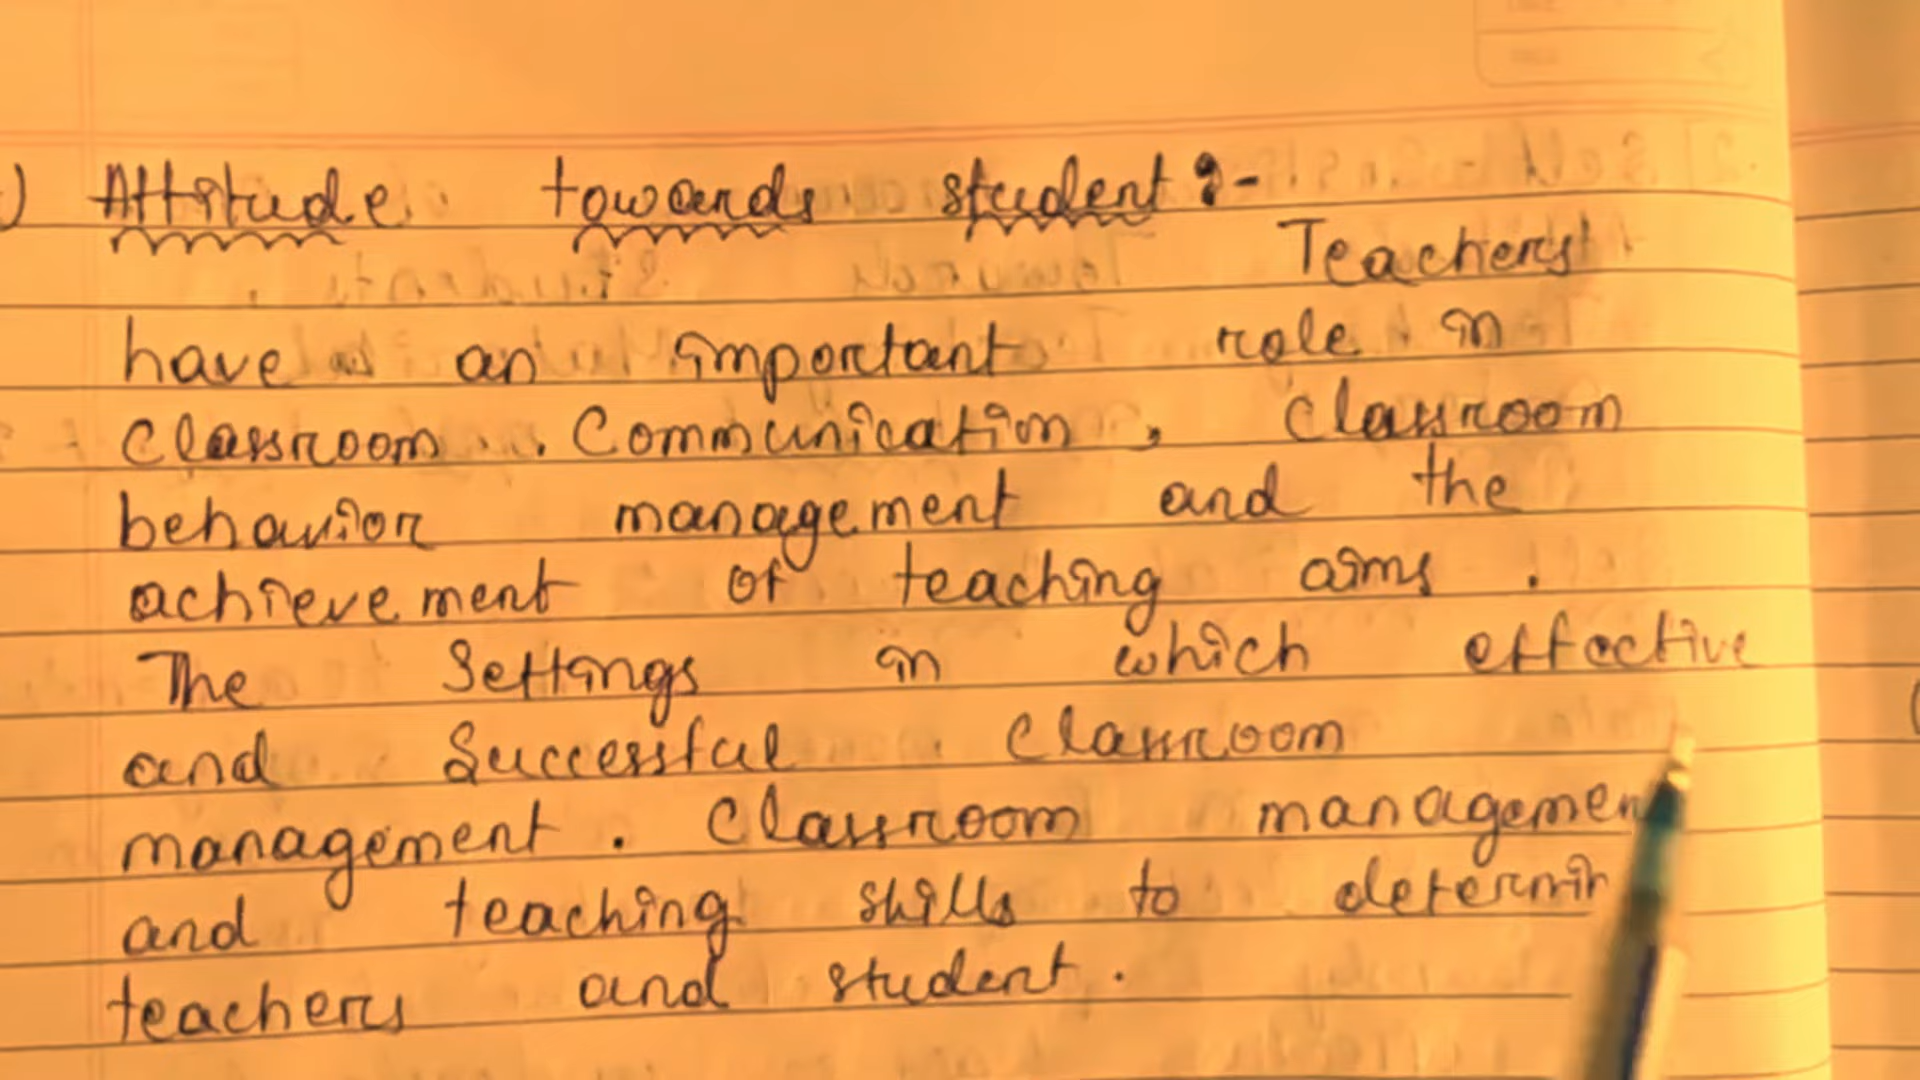 ) Attitude towards student :-
Teachers
have an important role in
classroom. Communication, classroom
behavior management and the
achievement of teaching aims.
The Settings in which effective
and Successful classroom
management. Classroom managemen
and teaching skills to determin
teachers and student.